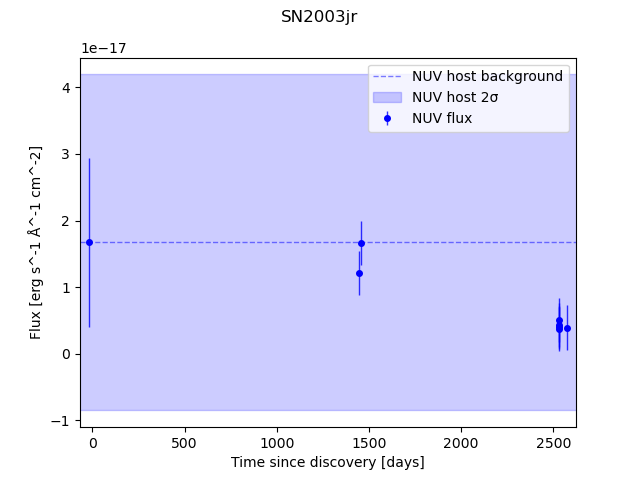 SN2003jr
1e−17
NUV host background
NUV host 2σ
NUV flux
4
3
2
1
0
−1
Flux [erg s^-1 Å^-1 cm^-2]
0 500 1000 1500 2000 2500
Time since discovery [days]